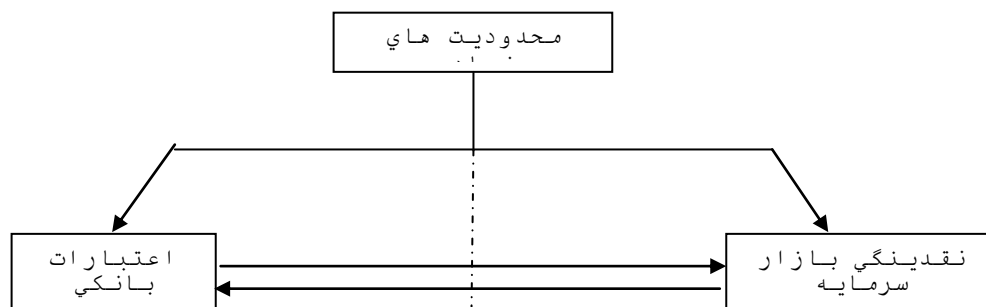 محدوديت هاي
اعتبارات
بانكي
نقدينگي بازار
سرمايه